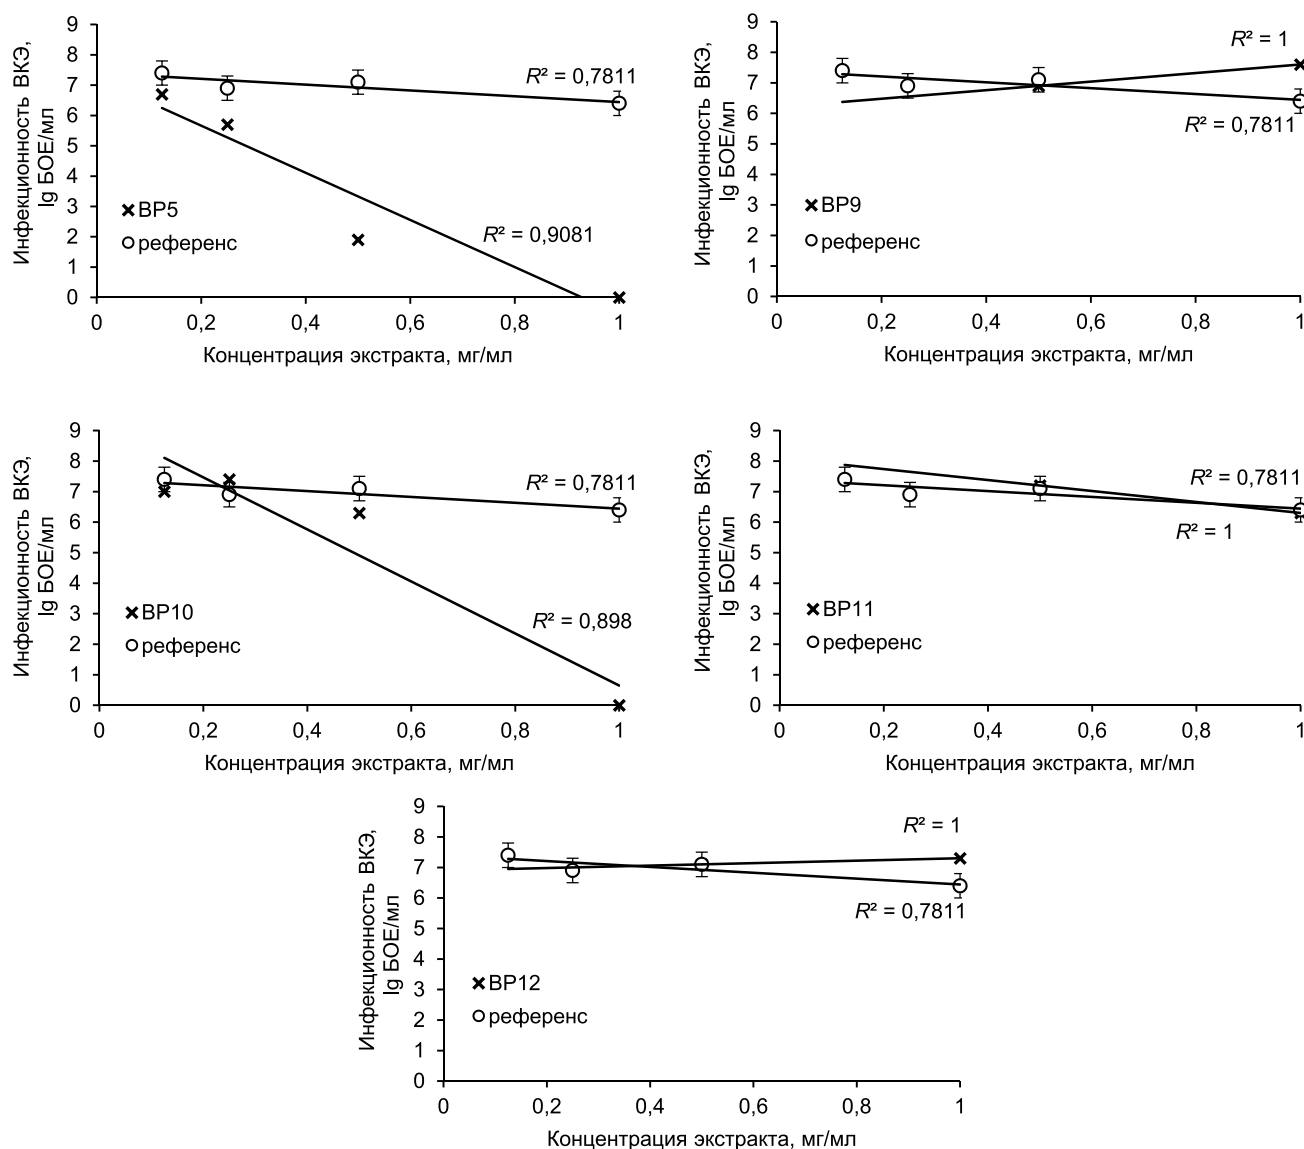 Инфекционность ВКЭ,
lg БОЕ/мл
9
8
7
6
5
4
3
2
1
0
R² = 0,7811
R² = 0,9081
BP5
референс
0 0,2 0,4 0,6 0,8 1
Концентрация экстракта, мг/мл
Инфекционность ВКЭ,
lg БОЕ/мл
9
8
7
6
5
4
3
2
1
0
R² = 1
R² = 0,7811
BP9
референс
0 0,2 0,4 0,6 0,8 1
Концентрация экстракта, мг/мл
Инфекционность ВКЭ,
lg БОЕ/мл
9
8
7
6
5
4
3
2
1
0
R² = 0,7811
R² = 0,898
BP10
референс
0 0,2 0,4 0,6 0,8 1
Концентрация экстракта, мг/мл
Инфекционность ВКЭ,
lg БОЕ/мл
9
8
7
6
5
4
3
2
1
0
R² = 0,7811
R² = 1
BP11
референс
0 0,2 0,4 0,6 0,8 1
Концентрация экстракта, мг/мл
Инфекционность ВКЭ,
lg БОЕ/мл
9
8
7
6
5
4
3
2
1
0
R² = 1
R² = 0,7811
BP12
референс
0 0,2 0,4 0,6 0,8 1
Концентрация экстракта, мг/мл